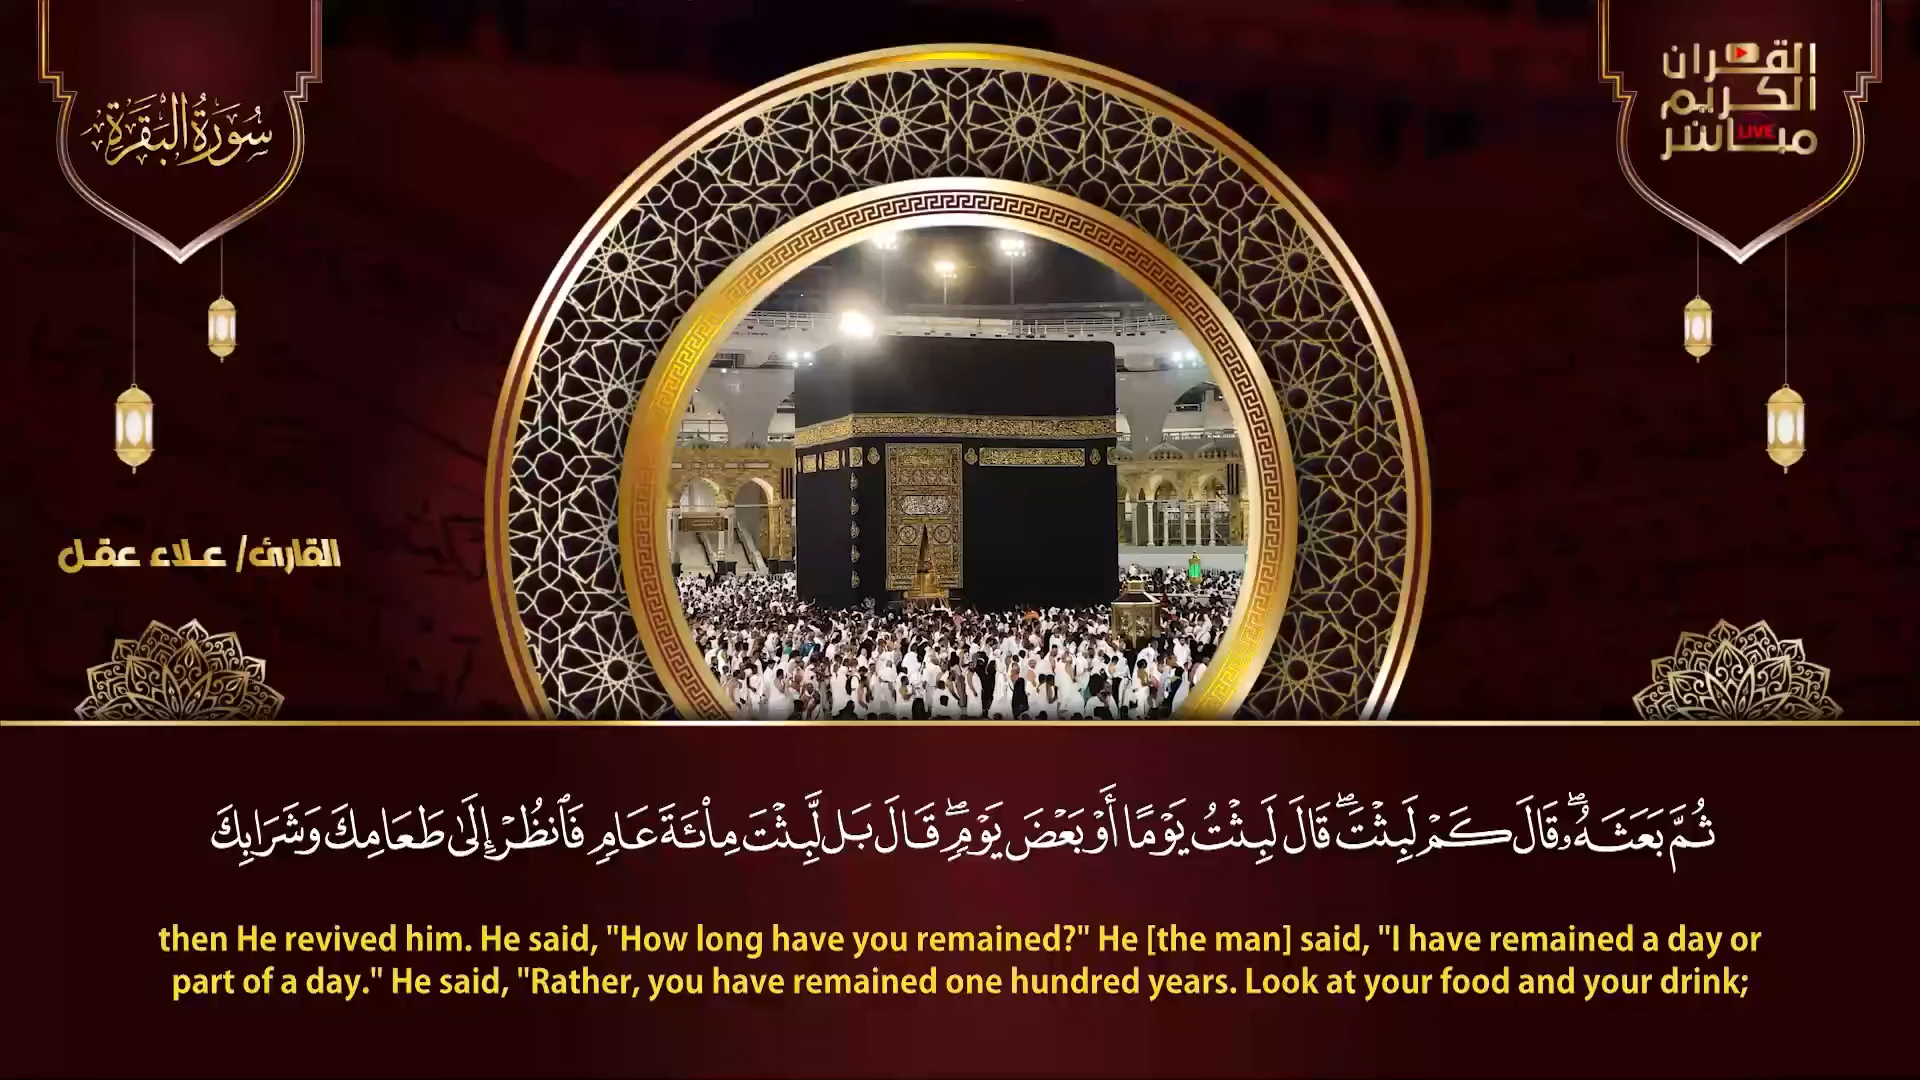 سُورَةُ البَقَرَةِ
القرآن
الكريم
مباشر
LIVE
القارئ/ علاء عقل
ثُمَّ بَعَثَهُۥۖ قَالَ كَمۡ لَبِثۡتَۖ قَالَ لَبِثۡتُ يَوۡمًا أَوۡ بَعۡضَ يَوۡمٖۖ قَالَ بَل لَّبِثۡتَ مِاْئَةَ عَامٖ فَٱنظُرۡ إِلَىٰ طَعَامِكَ وَشَرَابِكَ
then He revived him. He said, "How long have you remained?" He [the man] said, "I have remained a day or
part of a day." He said, "Rather, you have remained one hundred years. Look at your food and your drink;